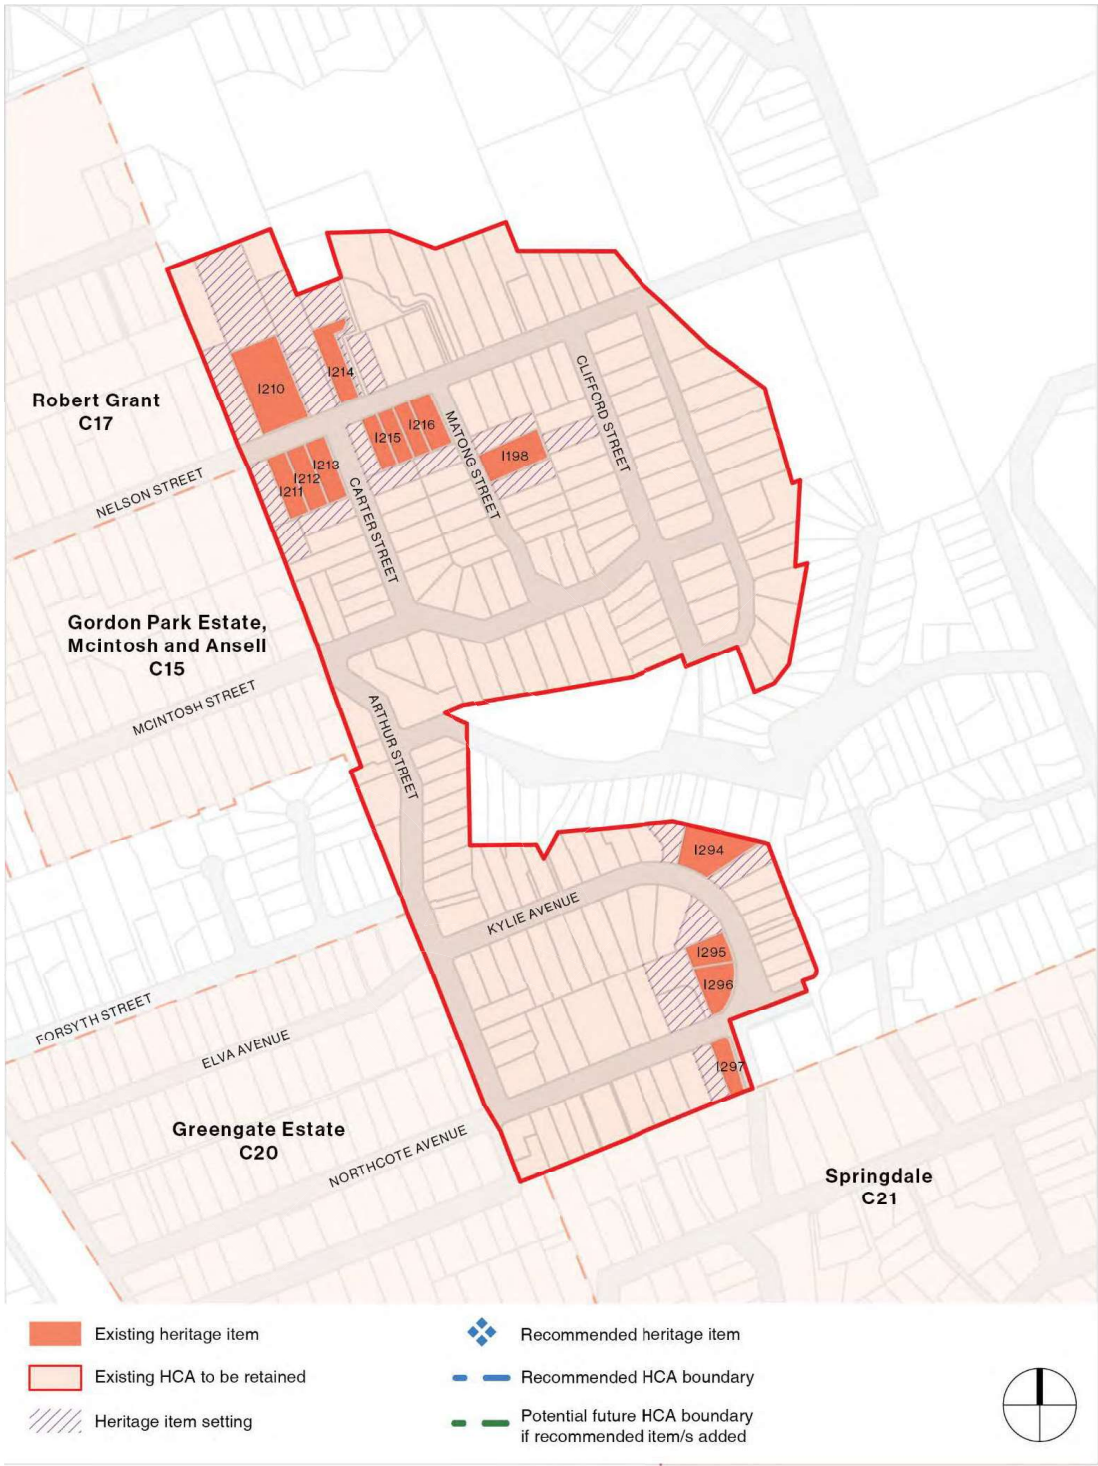 I214
I210
Robert Grant
C17
CLIFFORD STREET
I216
I215
MATONG STREET
I198
I213
I212
I211
NELSON STREET
CARTER STREET
Gordon Park Estate,
Mcintosh and Ansell
C15
MCINTOSH STREET
ARTHUR STREET
I294
KYLIE AVENUE
I295
I296
FORSYTH STREET
ELVA AVENUE
I297
Greengate Estate
C20
NORTHCOTE AVENUE
Springdale
C21
Existing heritage item
Existing HCA to be retained
Heritage item setting
Recommended heritage item
Recommended HCA boundary
Potential future HCA boundary
if recommended item/s added